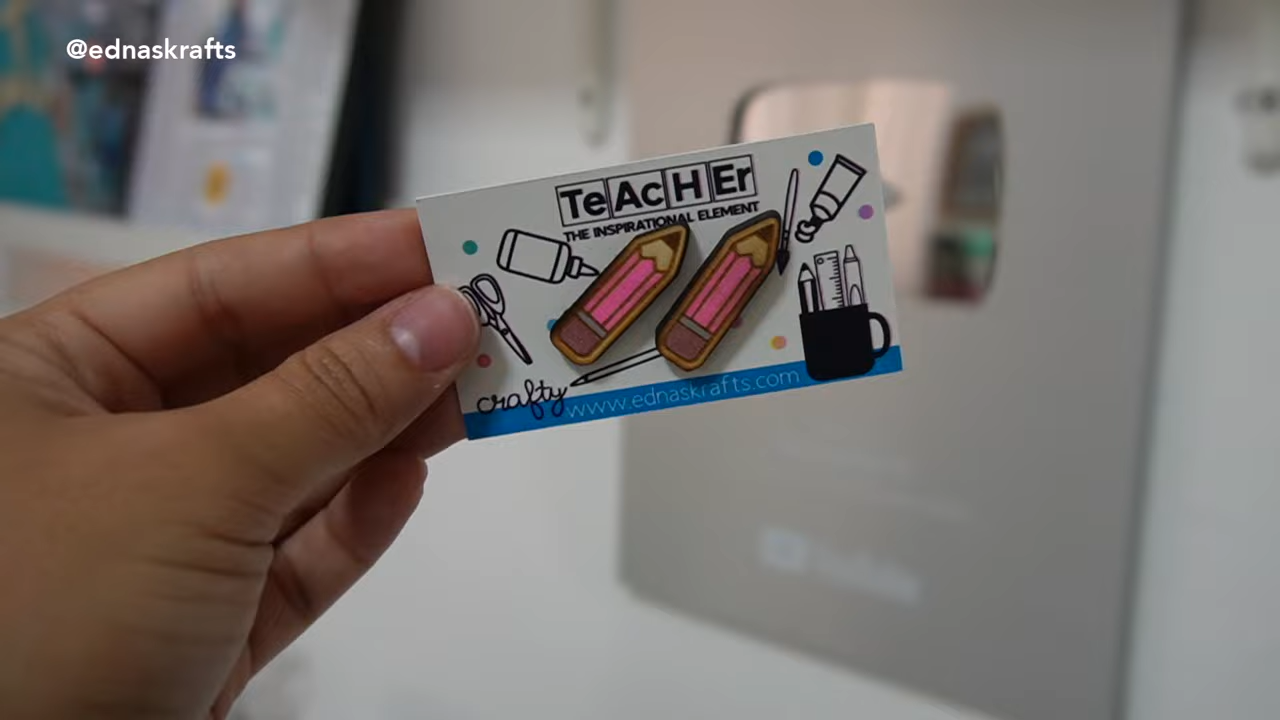 @ednaskrafts
TeAcHEr
THE INSPIRATIONAL ELEMENT
crafty
www.ednaskrafts.com